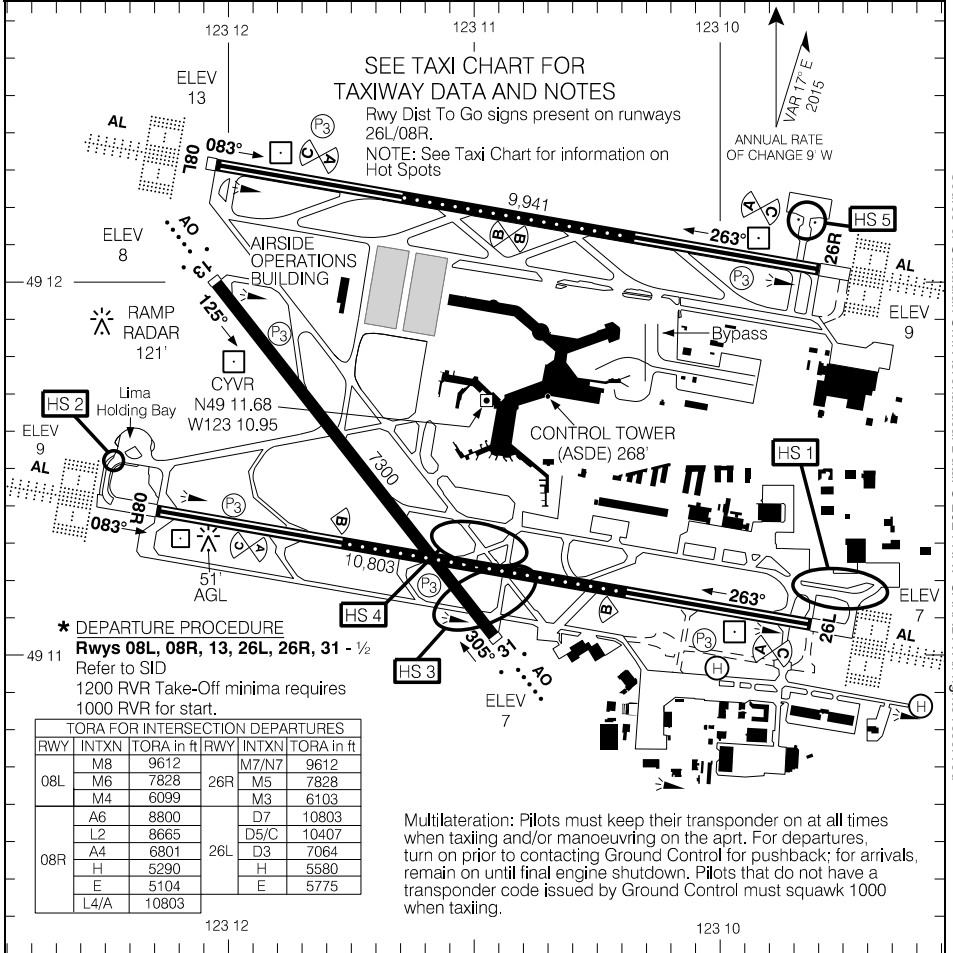 123 12
123 11
123 10
SEE TAXI CHART FOR
TAXIWAY DATA AND NOTES
Rwy Dist To Go signs present on runways
26L/08R.
NOTE: See Taxi Chart for information on
Hot Spots
VAR 17° E
2015
ANNUAL RATE
OF CHANGE 9' W
ELEV
13
AL
08L
083°
P3
C
A
9,941
B
B
A
C
263°
HS 5
26R
AL
P3
ELEV
9
AO
ELEV
8
13
AIRSIDE
OPERATIONS
BUILDING
49 12
125°
RAMP
RADAR
121'
P3
Bypass
CYVR
N49 11.68
W123 10.95
HS 2
Lima
Holding Bay
ELEV
9
AL
CONTROL TOWER
(ASDE) 268'
HS 1
7300
08R
083°
P3
B
C
A
51'
AGL
10,803
P3
HS 4
HS 3
B
263°
26L
ELEV
7
AL
P3
A
C
H
H
305°
31
AO
ELEV
7
49 11
* DEPARTURE PROCEDURE
Rwys 08L, 08R, 13, 26L, 26R, 31 - ½
Refer to SID
1200 RVR Take-Off minima requires
1000 RVR for start.
TORA FOR INTERSECTION DEPARTURES
RWY INTXN TORA in ft RWY INTXN TORA in ft
08L M8 9612 26R M7/N7 9612
M6 7828 M5 7828
M4 6099 M3 6103
08R A6 8800 26L D7 10803
L2 8665 D5/C 10407
A4 6801 D3 7064
H 5290 H 5580
E 5104 E 5775
L4/A 10803
Multilateration: Pilots must keep their transponder on at all times
when taxiing and/or manoeuvring on the aprt. For departures,
turn on prior to contacting Ground Control for pushback; for arrivals,
remain on until final engine shutdown. Pilots that do not have a
transponder code issued by Ground Control must squawk 1000
when taxiing.
123 12
123 10